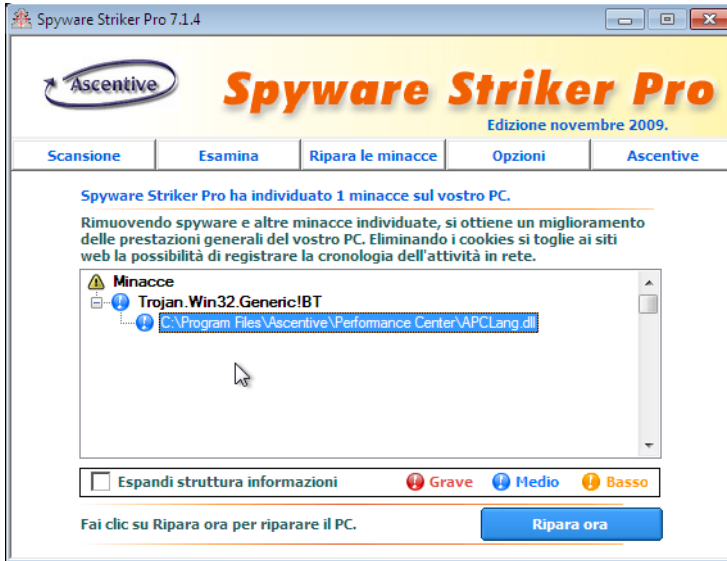 Spyware Striker Pro 7.1.4
Ascentive
Spyware Striker Pro
Edizione novembre 2009.
Scansione Esamina Ripara le minacce Opzioni Ascentive
Spyware Striker Pro ha individuato 1 minacce sul vostro PC.
Rimuovendo spyware e altre minacce individuate, si ottiene un miglioramento
delle prestazioni generali del vostro PC. Eliminando i cookies si toglie ai siti
web la possibilità di registrare la cronologia dell'attività in rete.
Minacce
Trojan.Win32.Generic!BT
C:\Program Files\Ascentive\Performance Center\APCLang.dll
Espandi struttura informazioni Grave Medio Basso
Fai clic su Ripara ora per riparare il PC. Ripara ora